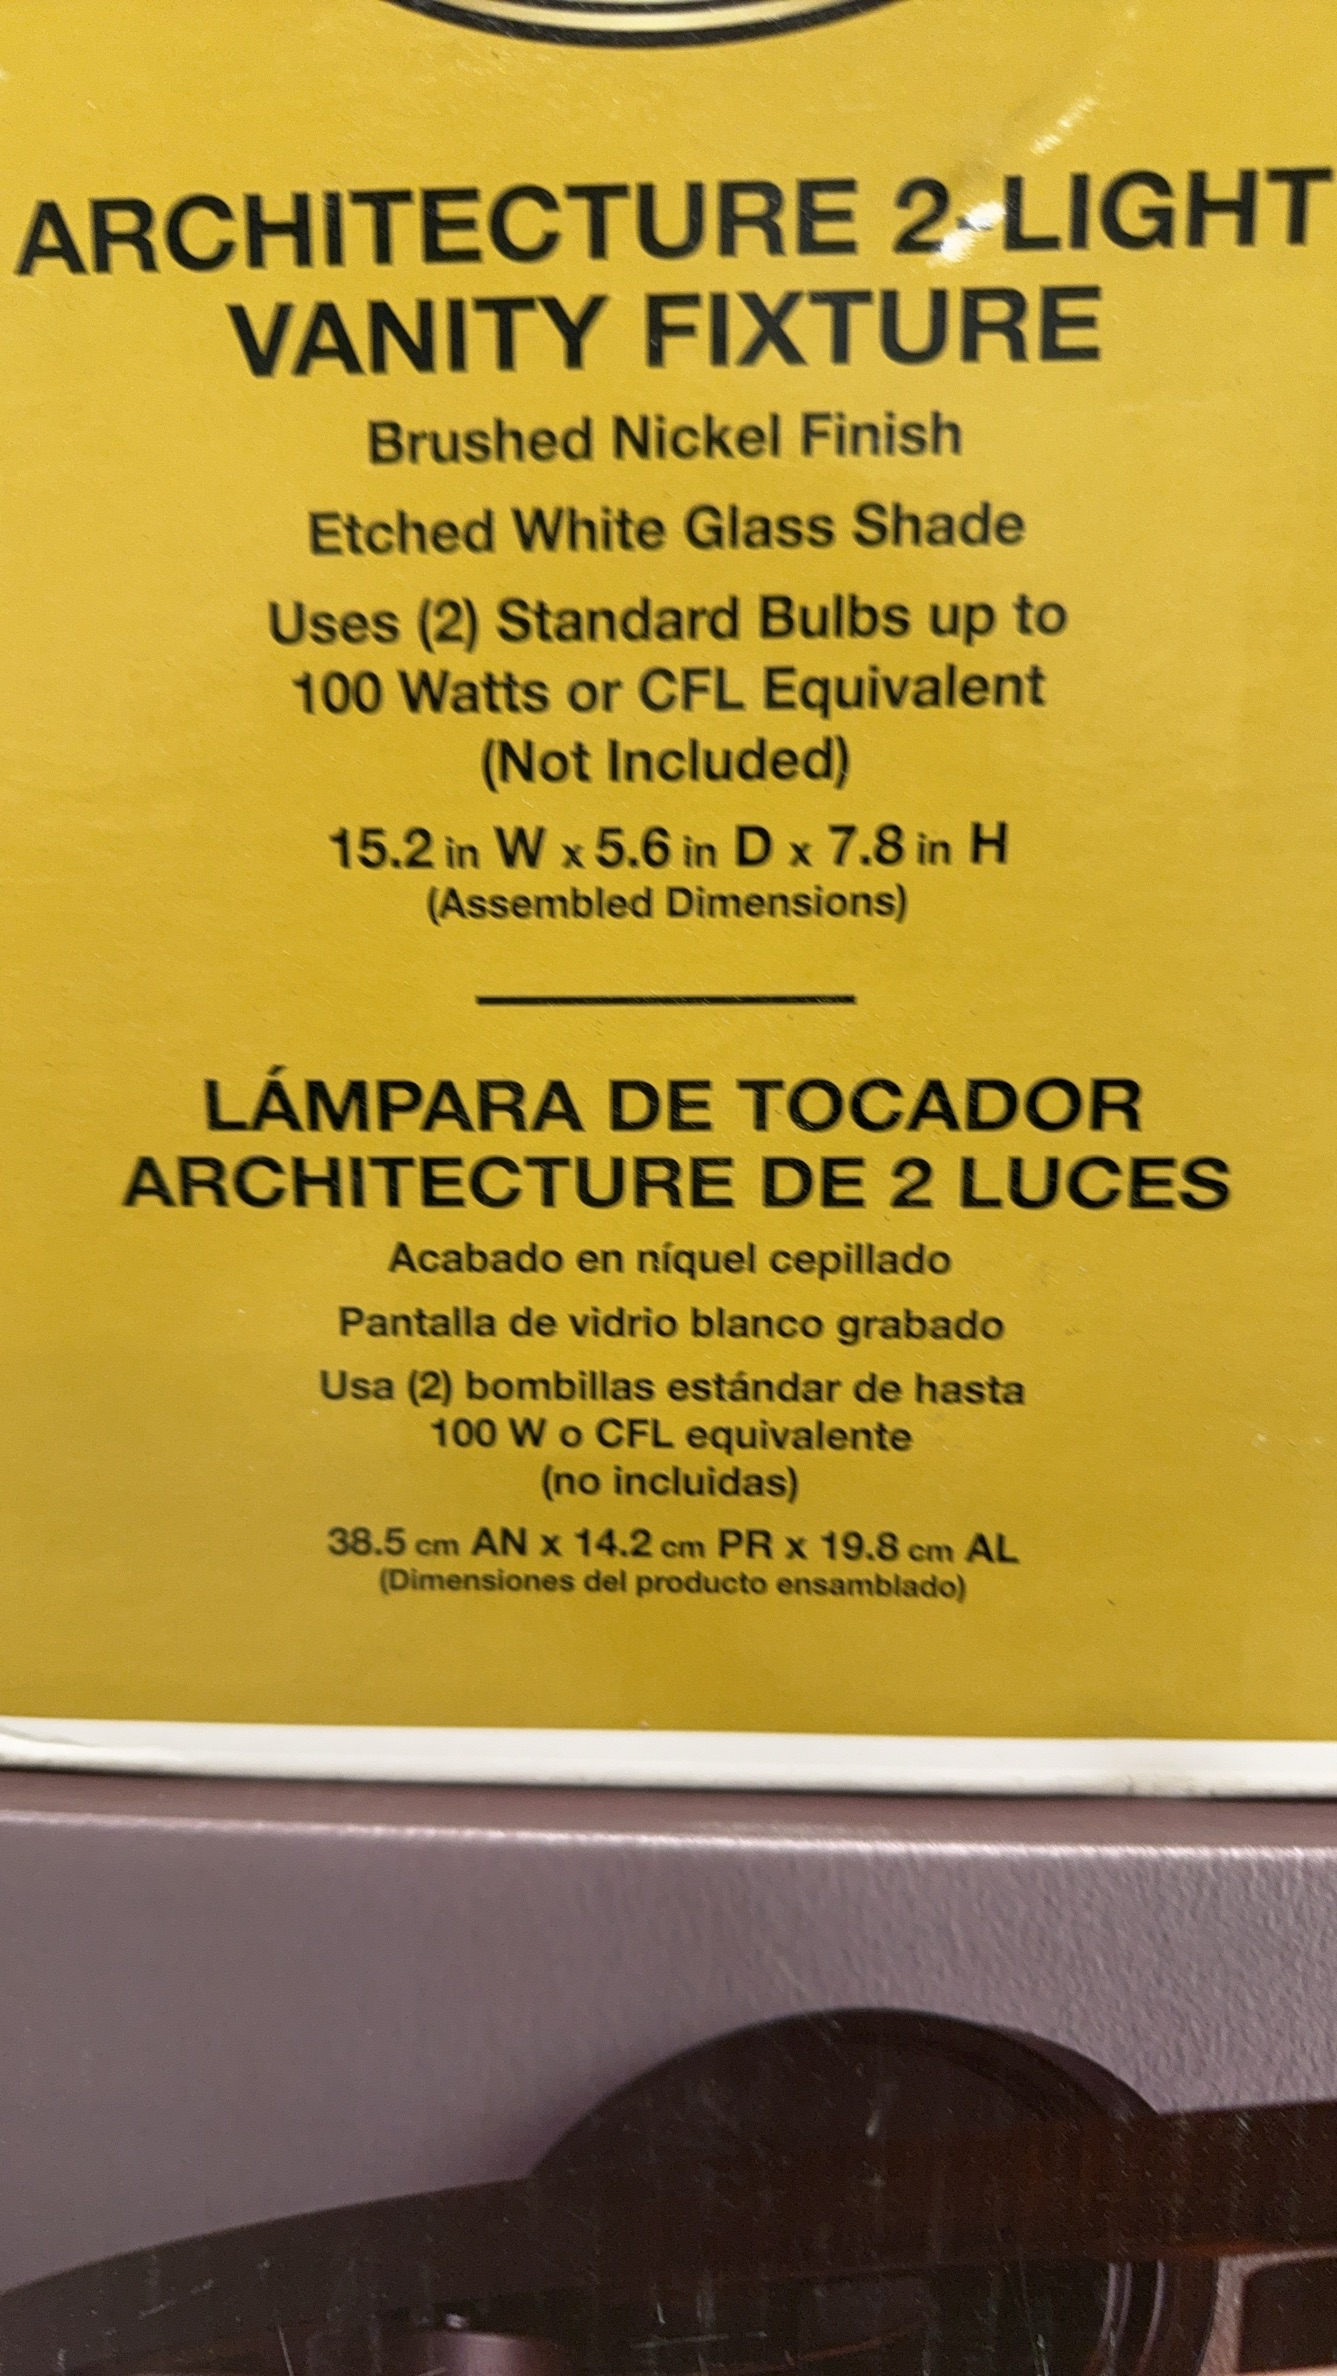 ARCHITECTURE 2-LIGHT
VANITY FIXTURE
Brushed Nickel Finish
Etched White Glass Shade
Uses (2) Standard Bulbs up to
100 Watts or CFL Equivalent
(Not Included)
15.2 in W x 5.6 in D x 7.8 in H
(Assembled Dimensions)
LÁMPARA DE TOCADOR
ARCHITECTURE DE 2 LUCES
Acabado en níquel cepillado
Pantalla de vidrio blanco grabado
Usa (2) bombillas estándar de hasta
100 W o CFL equivalente
(no incluidas)
38.5 cm AN x 14.2 cm PR x 19.8 cm AL
(Dimensiones del producto ensamblado)